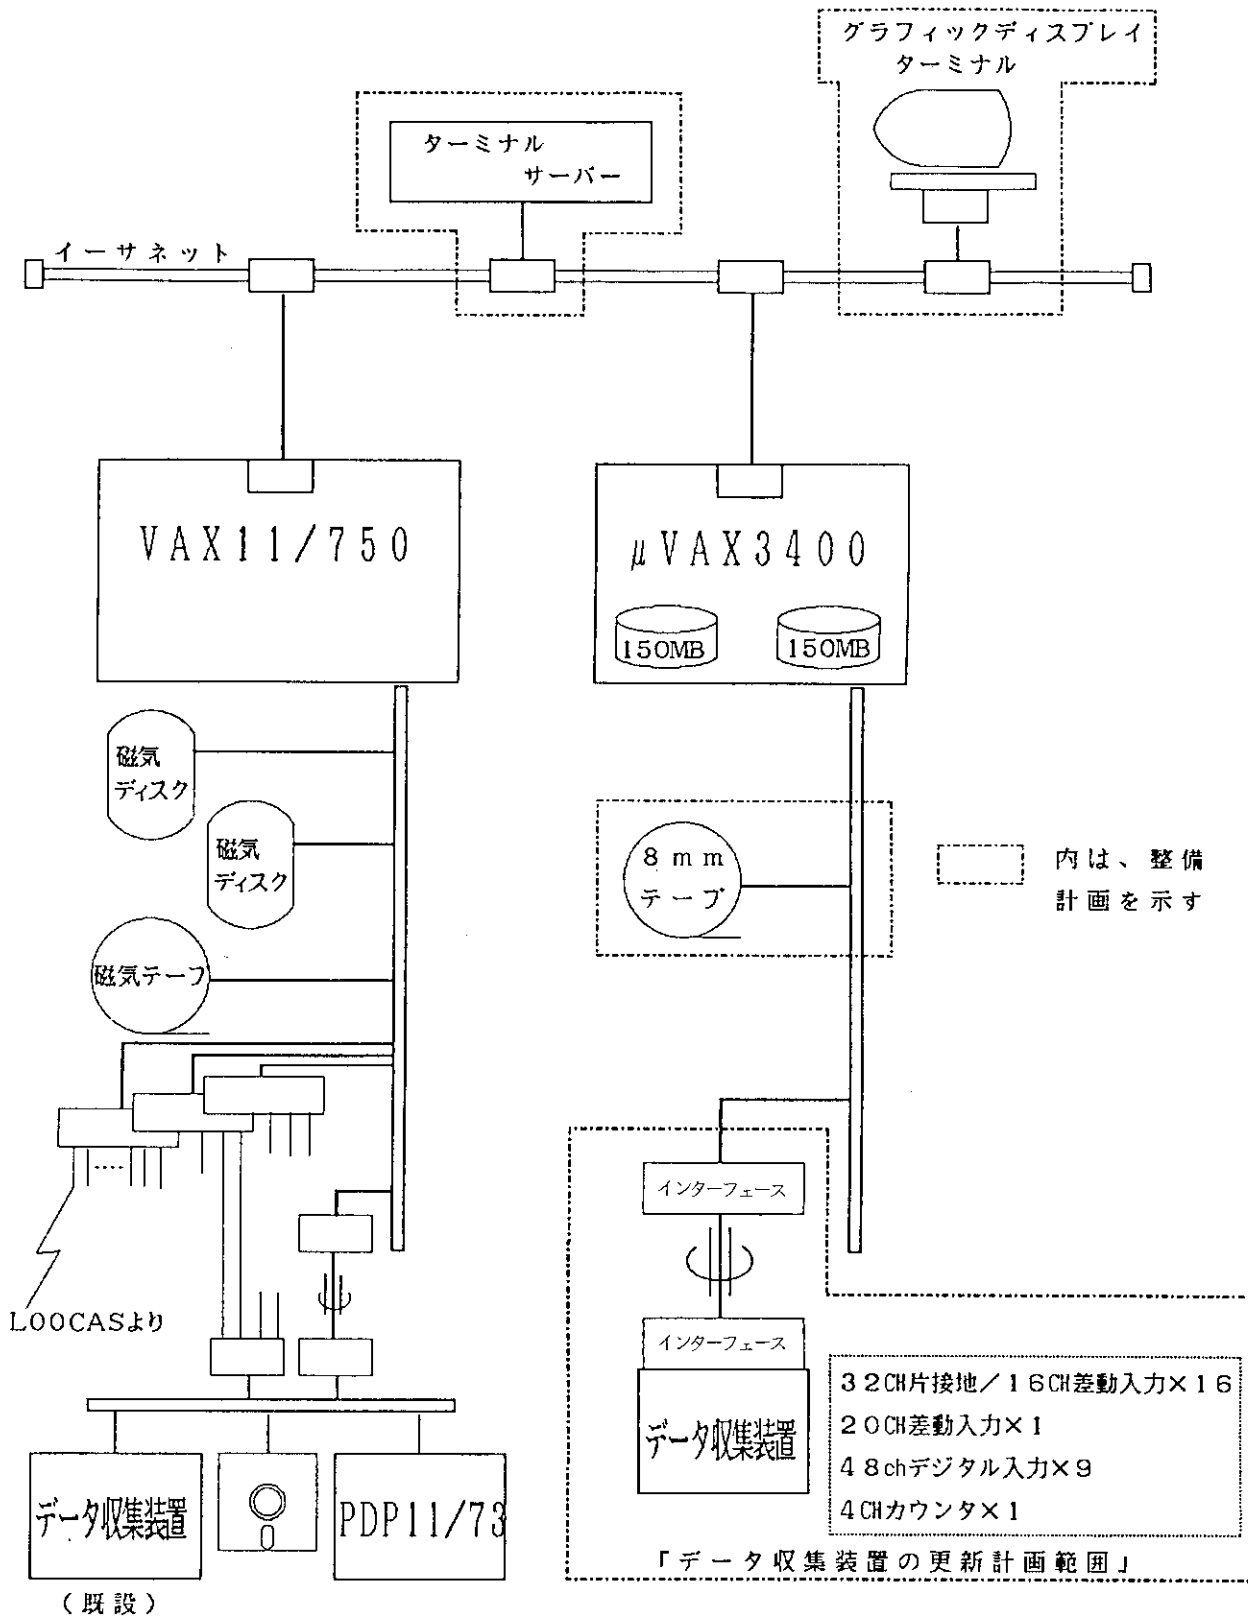 グラフィックディスプレイ
ターミナル
ターミナル
サーバー
イーサネット
VAX11/750
μVAX3400
150MB
150MB
磁気
ディスク
磁気
ディスク
磁気テープ
8mm
テープ
内は、整備
計画を示す
LOOCASより
インターフェース
インターフェース
データ収集装置
32CH片接地/16CH差動入力×16
20CH差動入力×1
48chデジタル入力×9
4CHカウンタ×1
「データ収集装置の更新計画範囲」
データ収集装置
PDP11/73
(既設)